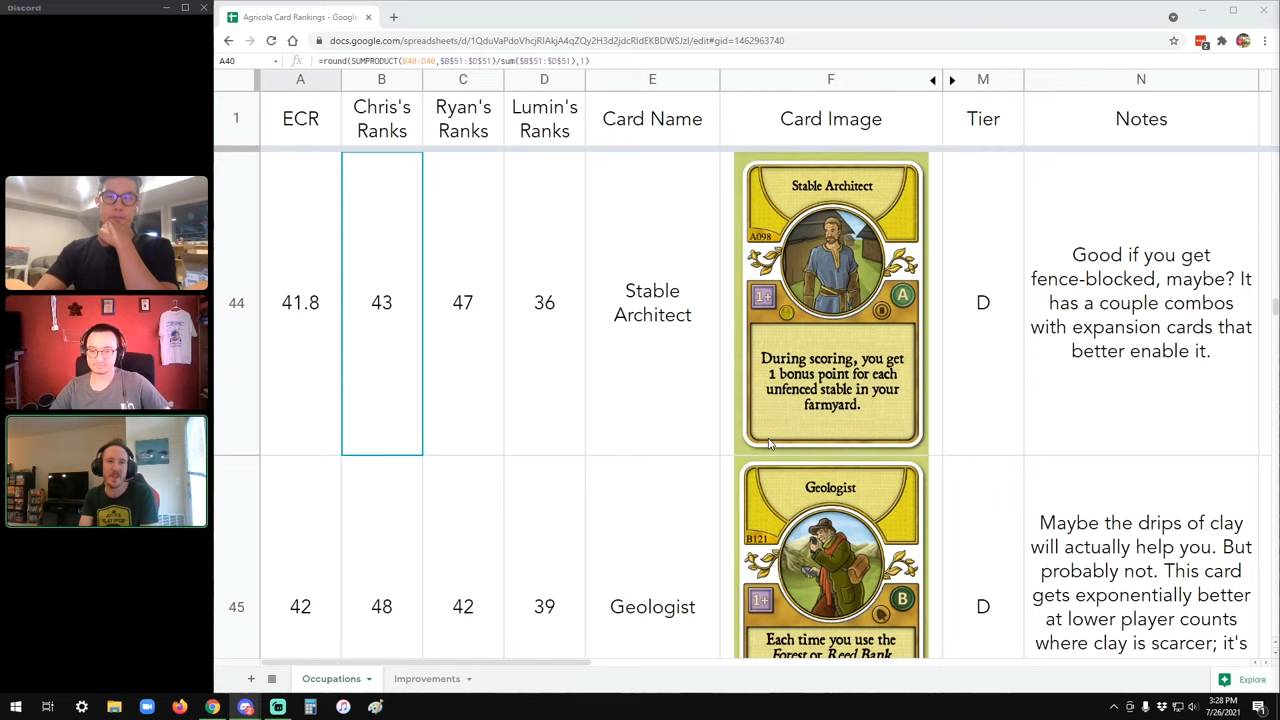 Discord
Agricola Card Rankings - Google
docs.google.com/spreadsheets/d/1QduVaPdoVhcjRIAkjA4qZQy2H3d2jdcRldEKBDWSJzI/edit#gid=1462963740
A40
=round(SUMPRODUCT(B40:D40,$B$51:$D$51)/sum($B$51:$D$51),1)
A B C D E F M N
1
ECR
Chris's
Ranks
Ryan's
Ranks
Lumin's
Ranks
Card Name
Card Image
Tier
Notes
44
41.8
43
47
36
Stable
Architect
Stable Architect
A098
1+
A
During scoring, you get
1 bonus point for each
unfenced stable in your
farmyard.
D
Good if you get
fence-blocked, maybe? It
has a couple combos
with expansion cards that
better enable it.
45
42
48
42
39
Geologist
Geologist
B121
1+
B
Each time you use the
Forest or Reed Bank
D
Maybe the drips of clay
will actually help you. But
probably not. This card
gets exponentially better
at lower player counts
where clay is scarcer; it's
Occupations
Improvements
Explore
3:28 PM
7/26/2021